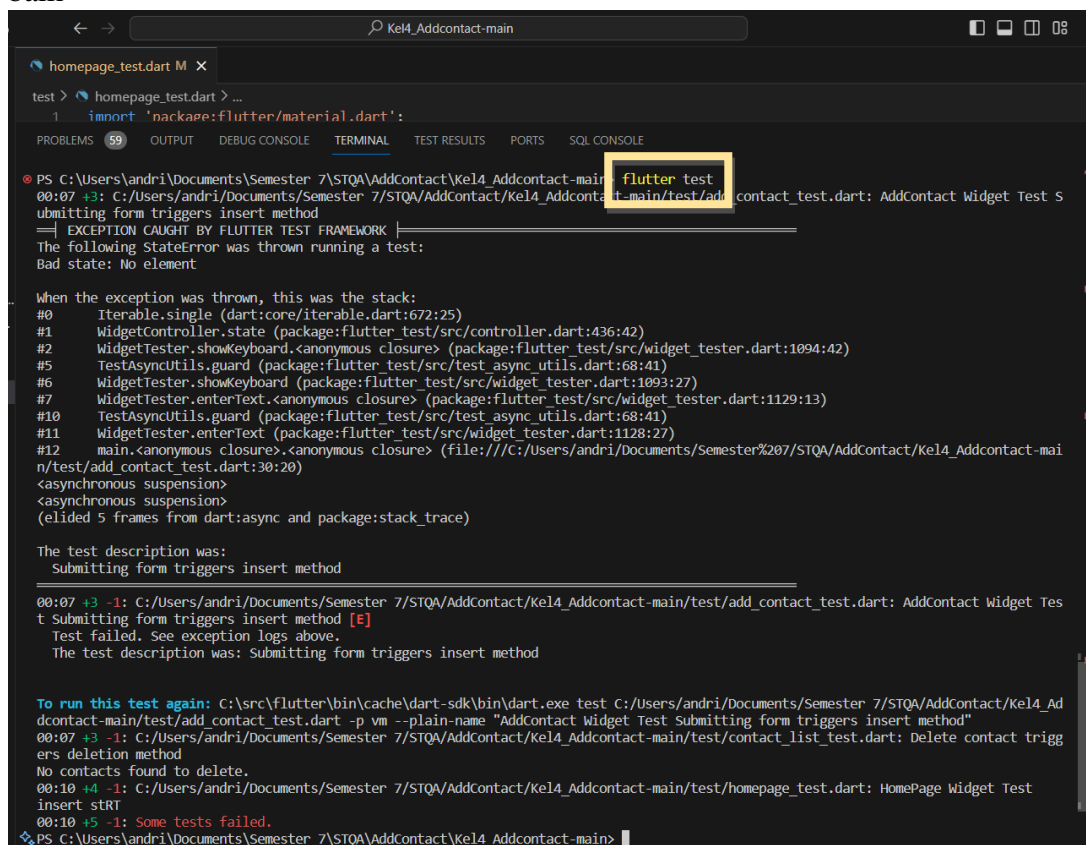 Kel4_Addcontact-main
homepage_test.dart M ×
test > homepage_test.dart > ...
1 import 'package:flutter/material.dart';
PROBLEMS 59 OUTPUT DEBUG CONSOLE TERMINAL TEST RESULTS PORTS SQL CONSOLE
PS C:\Users\andri\Documents\Semester 7\STQA\AddContact\Kel4_Addcontact-main> flutter test
00:07 +3: C:/Users/andri/Documents/Semester 7/STQA/AddContact/Kel4_Addcontact-main/test/add_contact_test.dart: AddContact Widget Test S
ubmitting form triggers insert method
══╡ EXCEPTION CAUGHT BY FLUTTER TEST FRAMEWORK ╞══
The following StateError was thrown running a test:
Bad state: No element
When the exception was thrown, this was the stack:
#0 Iterable.single (dart:core/iterable.dart:672:25)
#1 WidgetController.state (package:flutter_test/src/controller.dart:436:42)
#2 WidgetTester.showKeyboard.<anonymous closure> (package:flutter_test/src/widget_tester.dart:1094:42)
#5 TestAsyncUtils.guard (package:flutter_test/src/test_async_utils.dart:68:41)
#6 WidgetTester.showKeyboard (package:flutter_test/src/widget_tester.dart:1093:27)
#7 WidgetTester.enterText.<anonymous closure> (package:flutter_test/src/widget_tester.dart:1129:13)
#10 TestAsyncUtils.guard (package:flutter_test/src/test_async_utils.dart:68:41)
#11 WidgetTester.enterText (package:flutter_test/src/widget_tester.dart:1128:27)
#12 main.<anonymous closure>.<anonymous closure> (file:///C:/Users/andri/Documents/Semester%207/STQA/AddContact/Kel4_Addcontact-mai
n/test/add_contact_test.dart:30:20)
<asynchronous suspension>
<asynchronous suspension>
(elided 5 frames from dart:async and package:stack_trace)
The test description was:
Submitting form triggers insert method
00:07 +3 -1: C:/Users/andri/Documents/Semester 7/STQA/AddContact/Kel4_Addcontact-main/test/add_contact_test.dart: AddContact Widget Tes
t Submitting form triggers insert method [E]
Test failed. See exception logs above.
The test description was: Submitting form triggers insert method
To run this test again: C:\src\flutter\bin\cache\dart-sdk\bin\dart.exe test C:/Users/andri/Documents/Semester 7/STQA/AddContact/Kel4_Ad
dcontact-main/test/add_contact_test.dart -p vm --plain-name "AddContact Widget Test Submitting form triggers insert method"
00:07 +3 -1: C:/Users/andri/Documents/Semester 7/STQA/AddContact/Kel4_Addcontact-main/test/contact_list_test.dart: Delete contact trigg
ers deletion method
No contacts found to delete.
00:10 +4 -1: C:/Users/andri/Documents/Semester 7/STQA/AddContact/Kel4_Addcontact-main/test/homepage_test.dart: HomePage Widget Test
insert stRT
00:10 +5 -1: Some tests failed.
PS C:\Users\andri\Documents\Semester 7\STQA\AddContact\Kel4_Addcontact-main>